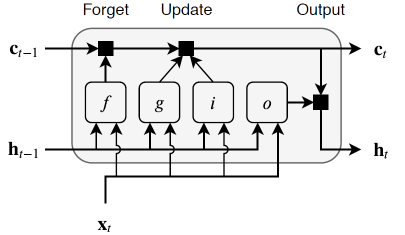 Forget Update Output
c_{t−1} c_t
f g i o
h_{t−1} h_t
x_t